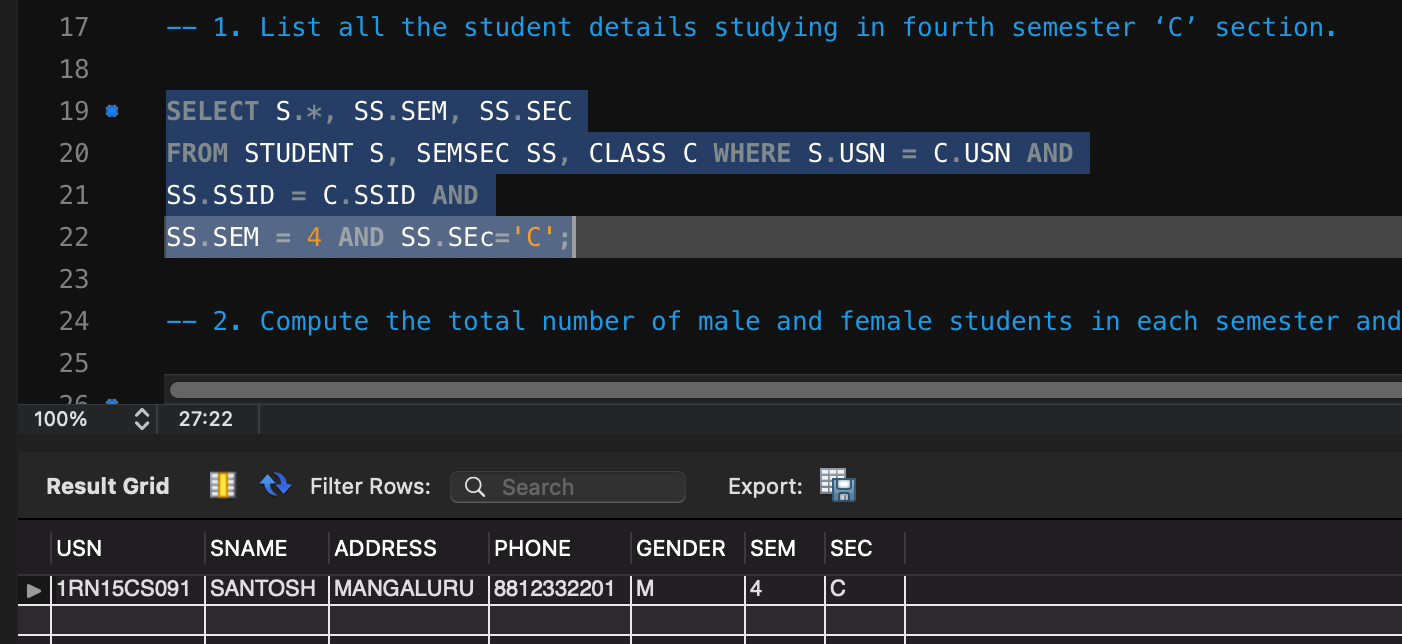 17 -- 1. List all the student details studying in fourth semester ‘C’ section.
18
19 SELECT S.*, SS.SEM, SS.SEC
20 FROM STUDENT S, SEMSEC SS, CLASS C WHERE S.USN = C.USN AND
21 SS.SSID = C.SSID AND
22 SS.SEM = 4 AND SS.SEc='C';
23
24 -- 2. Compute the total number of male and female students in each semester and
25
26
100% 27:22
Result Grid Filter Rows: Search Export:
USN SNAME ADDRESS PHONE GENDER SEM SEC
1RN15CS091 SANTOSH MANGALURU 8812332201 M 4 C